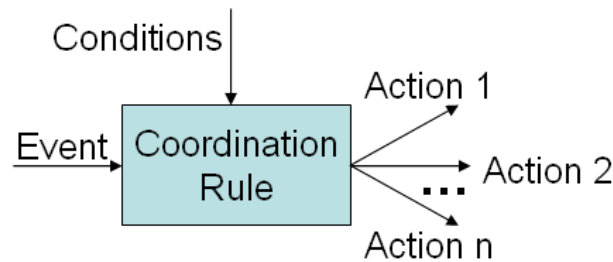 Conditions
Action 1
Event
Coordination
Rule
Action 2
...
Action n